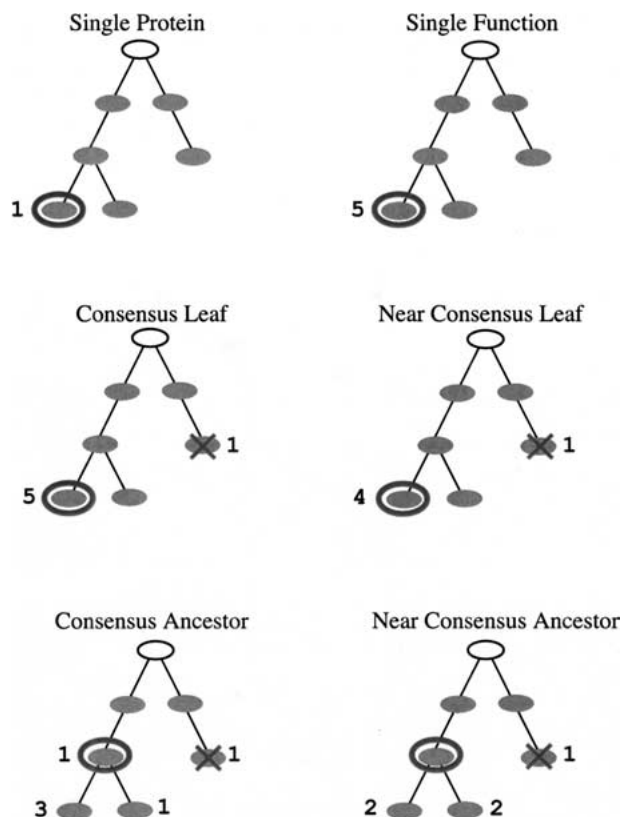 Single Protein
Single Function
1
5
Consensus Leaf
Near Consensus Leaf
1
1
5
4
Consensus Ancestor
Near Consensus Ancestor
1
1
1
3
1
2
2